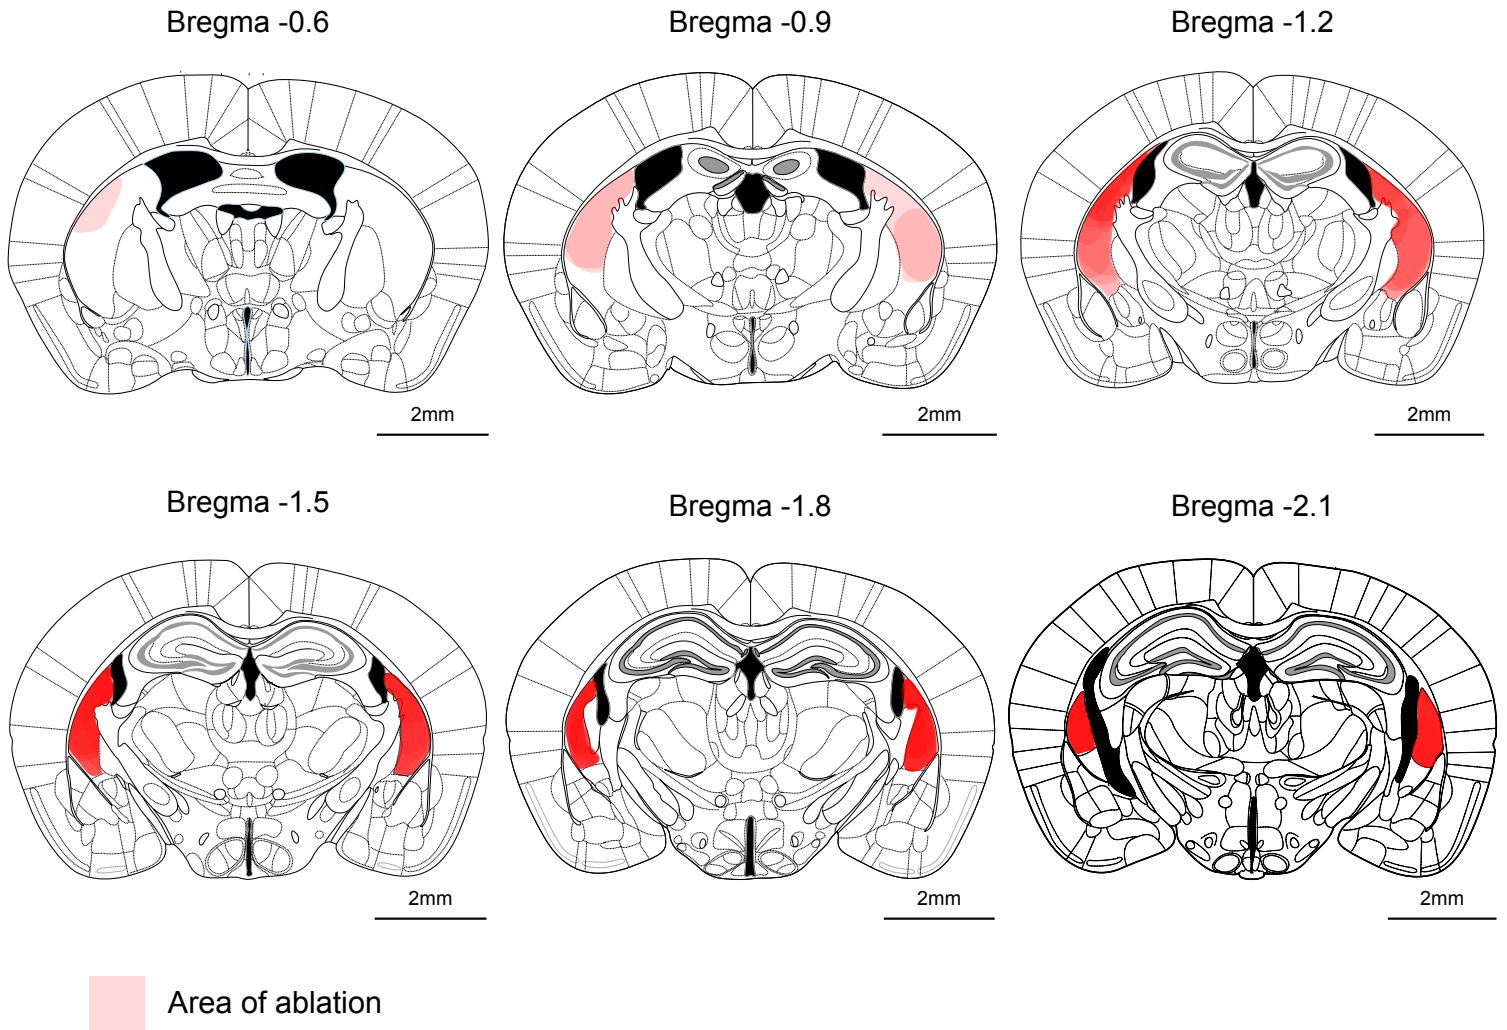 Bregma -0.6
Bregma -0.9
Bregma -1.2
2mm
2mm
2mm
Bregma -1.5
Bregma -1.8
Bregma -2.1
2mm
2mm
2mm
Area of ablation